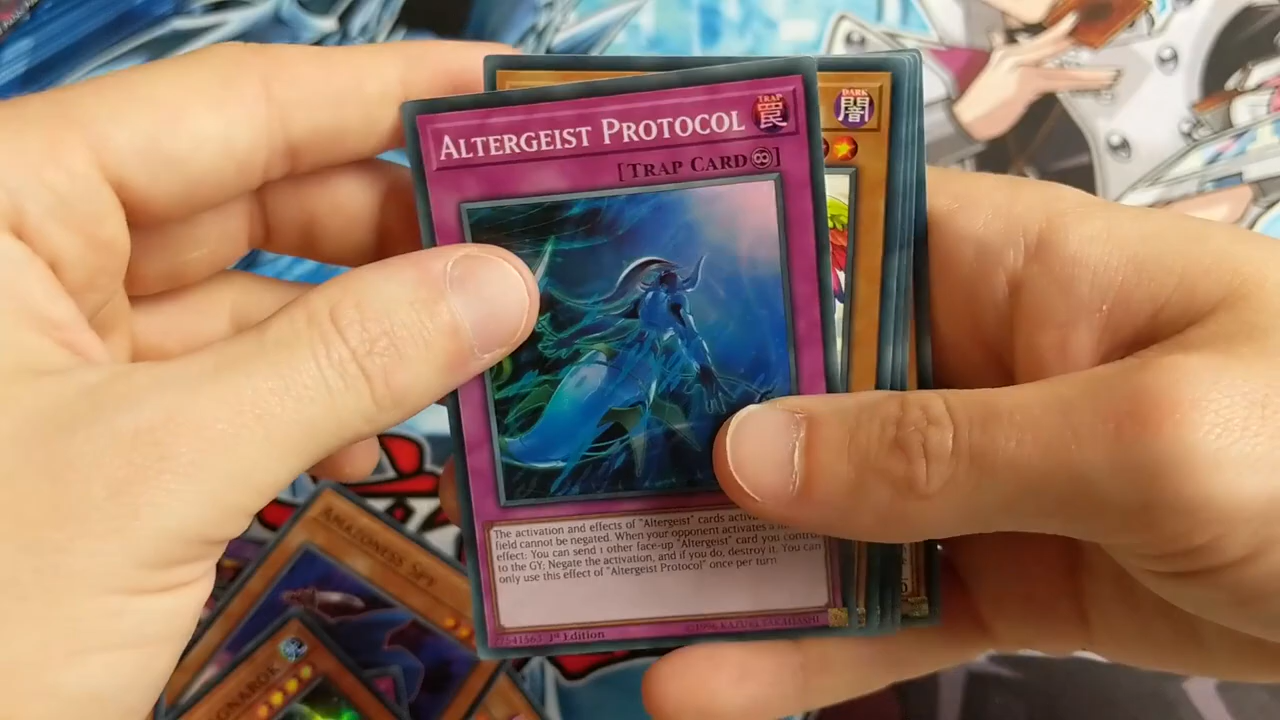 ALTERGEIST PROTOCOL
TRAP
罠
[TRAP CARD ]
DARK
闇
The activation and effects of "Altergeist" cards activ
field cannot be negated. When your opponent activates a
effect: You can send 1 other face-up "Altergeist" card you contro
to the GY; Negate the activation, and if you do, destroy it. You can
only use this effect of "Altergeist Protocol" once per turn
27541563 1st Edition
©1996 KAZUKI TAKAHASHI
AMAZONESS SPY
GNAROK